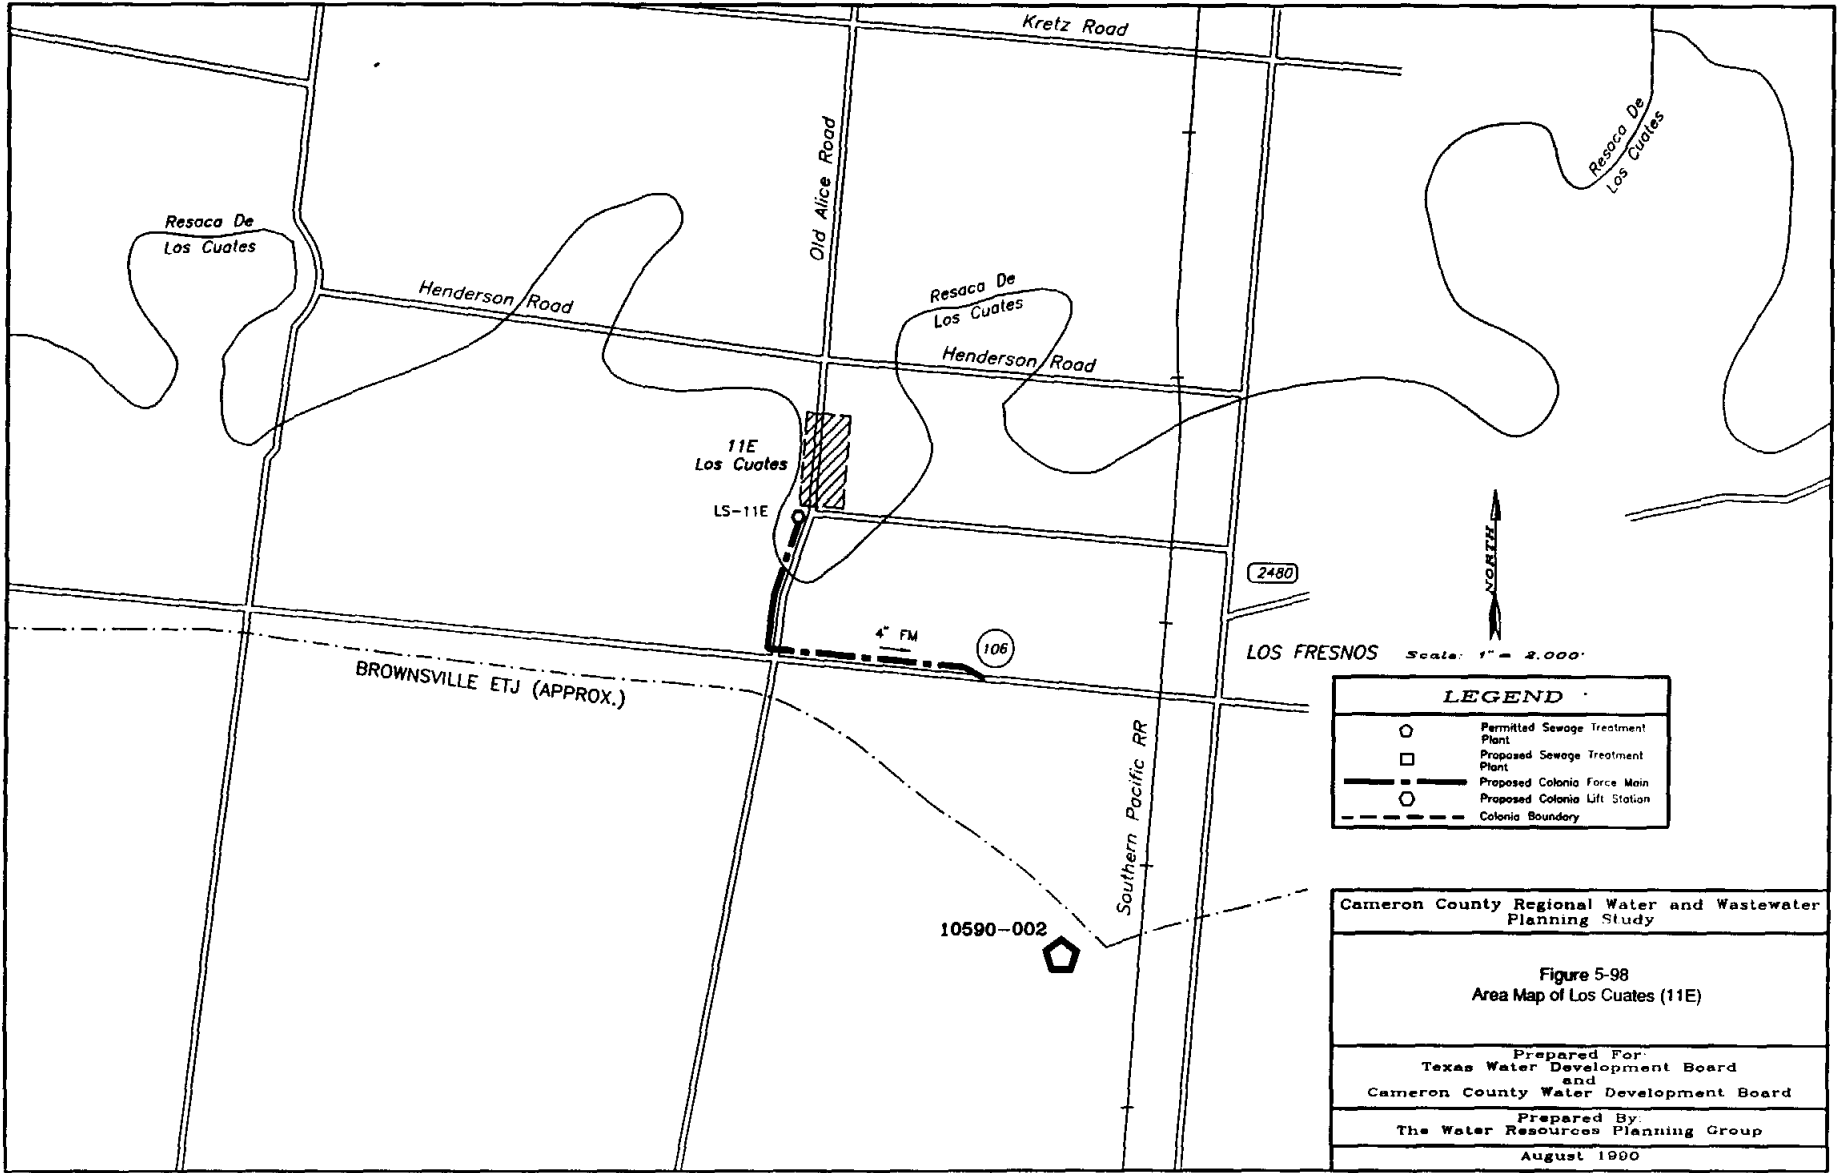 Kretz Road
Old Alice Road
Resaca De
Los Cuates
Resaca De
Los Cuates
Henderson Road
Resaca De
Los Cuates
Henderson Road
11E
Los Cuates
LS-11E
NORTH
2480
4" FM
106
LOS FRESNOS
Scale: 1" = 2,000'
BROWNSVILLE ETJ (APPROX.)
Southern Pacific RR
10590-002
LEGEND
Permitted Sewage Treatment
Plant
Proposed Sewage Treatment
Plant
Proposed Colonia Force Main
Proposed Colonia Lift Station
Colonia Boundary
Cameron County Regional Water and Wastewater
Planning Study
Figure 5-98
Area Map of Los Cuates (11E)
Prepared For:
Texas Water Development Board
and
Cameron County Water Development Board
Prepared By:
The Water Resources Planning Group
August 1990